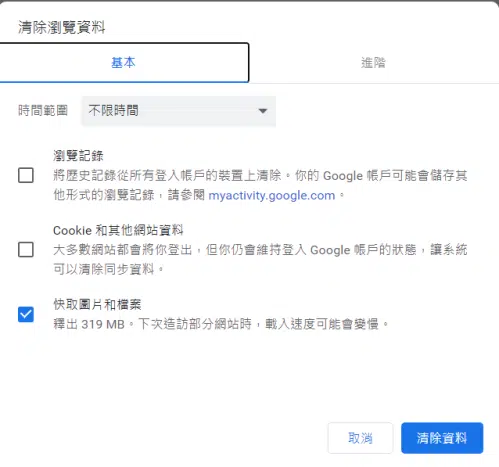 清除瀏覽資料
基本
進階
時間範圍 不限時間
瀏覽記錄
將歷史記錄從所有登入帳戶的裝置上清除。你的 Google 帳戶可能會儲存其
他形式的瀏覽記錄，請參閱 myactivity.google.com。
Cookie 和其他網站資料
大多數網站都會將你登出，但你仍會維持登入 Google 帳戶的狀態，讓系統
可以清除同步資料。
快取圖片和檔案
釋出 319 MB。下次造訪部分網站時，載入速度可能會變慢。
取消
清除資料